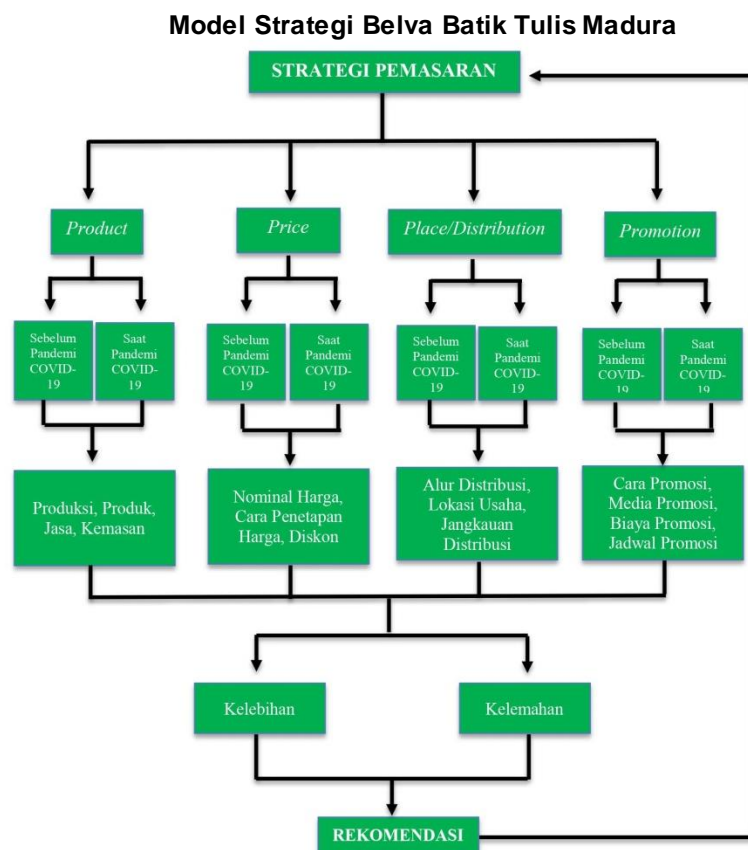 Model Strategi Belva Batik Tulis Madura
STRATEGI PEMASARAN
Product
Price
Place/Distribution
Promotion
Sebelum
Pandemi
COVID-
19
Saat
Pandemi
COVID-
19
Sebelum
Pandemi
COVID-
19
Saat
Pandemi
COVID-
19
Sebelum
Pandemi
COVID-
19
Saat
Pandemi
COVID-
19
Sebelum
Pandemi
COVID-
19
Saat
Pandemi
COVID-
19
Produksi, Produk,
Jasa, Kemasan
Nominal Harga,
Cara Penetapan
Harga, Diskon
Alur Distribusi,
Lokasi Usaha,
Jangkauan
Distribusi
Cara Promosi,
Media Promosi,
Biaya Promosi,
Jadwal Promosi
Kelebihan
Kelemahan
REKOMENDASI